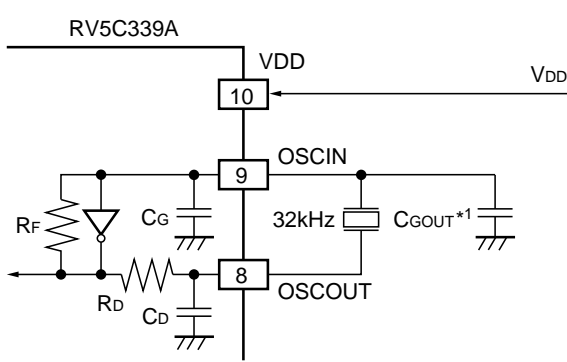 RV5C339A
VDD
VDD
10
OSCIN
9
RF
CG
32kHz
CGOUT*1
8
OSCOUT
RD
CD